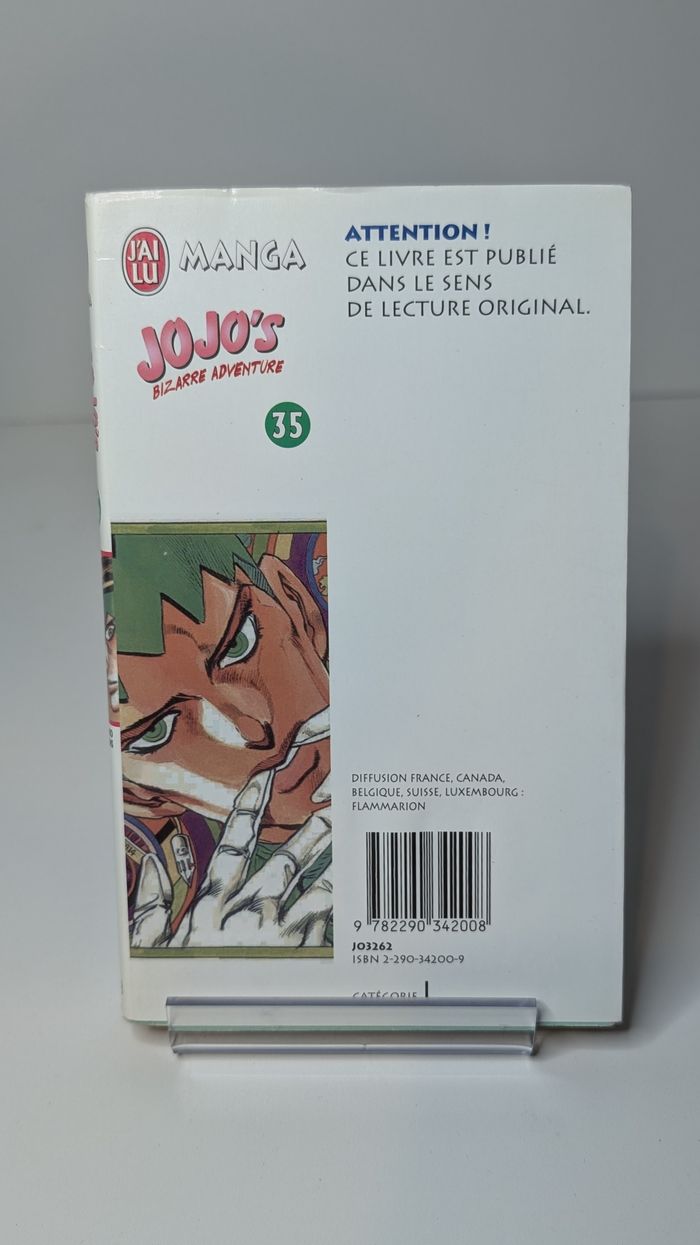 J'AI
LU
MANGA
JOJO'S
BIZARRE ADVENTURE
35
ATTENTION !
CE LIVRE EST PUBLIÉ
DANS LE SENS
DE LECTURE ORIGINAL.
DIFFUSION FRANCE, CANADA,
BELGIQUE, SUISSE, LUXEMBOURG :
FLAMMARION
9 782290 342008
JO3262
ISBN 2-290-34200-9
CATÉGORIE